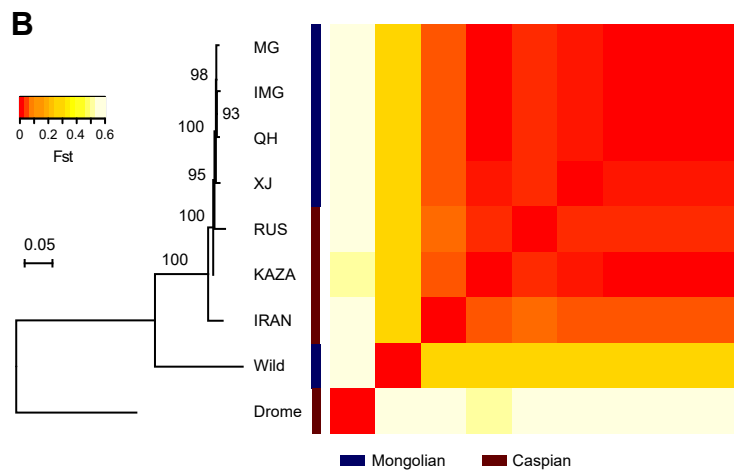 B
MG
98
IMG
93
100
QH
0 0.2 0.4 0.6
Fst
95
XJ
100
RUS
0.05
100
KAZA
IRAN
Wild
Drome
Mongolian
Caspian